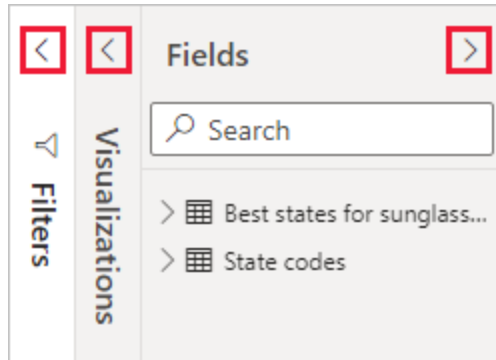 Filters
Visualizations
Fields
Search
Best states for sunglass...
State codes